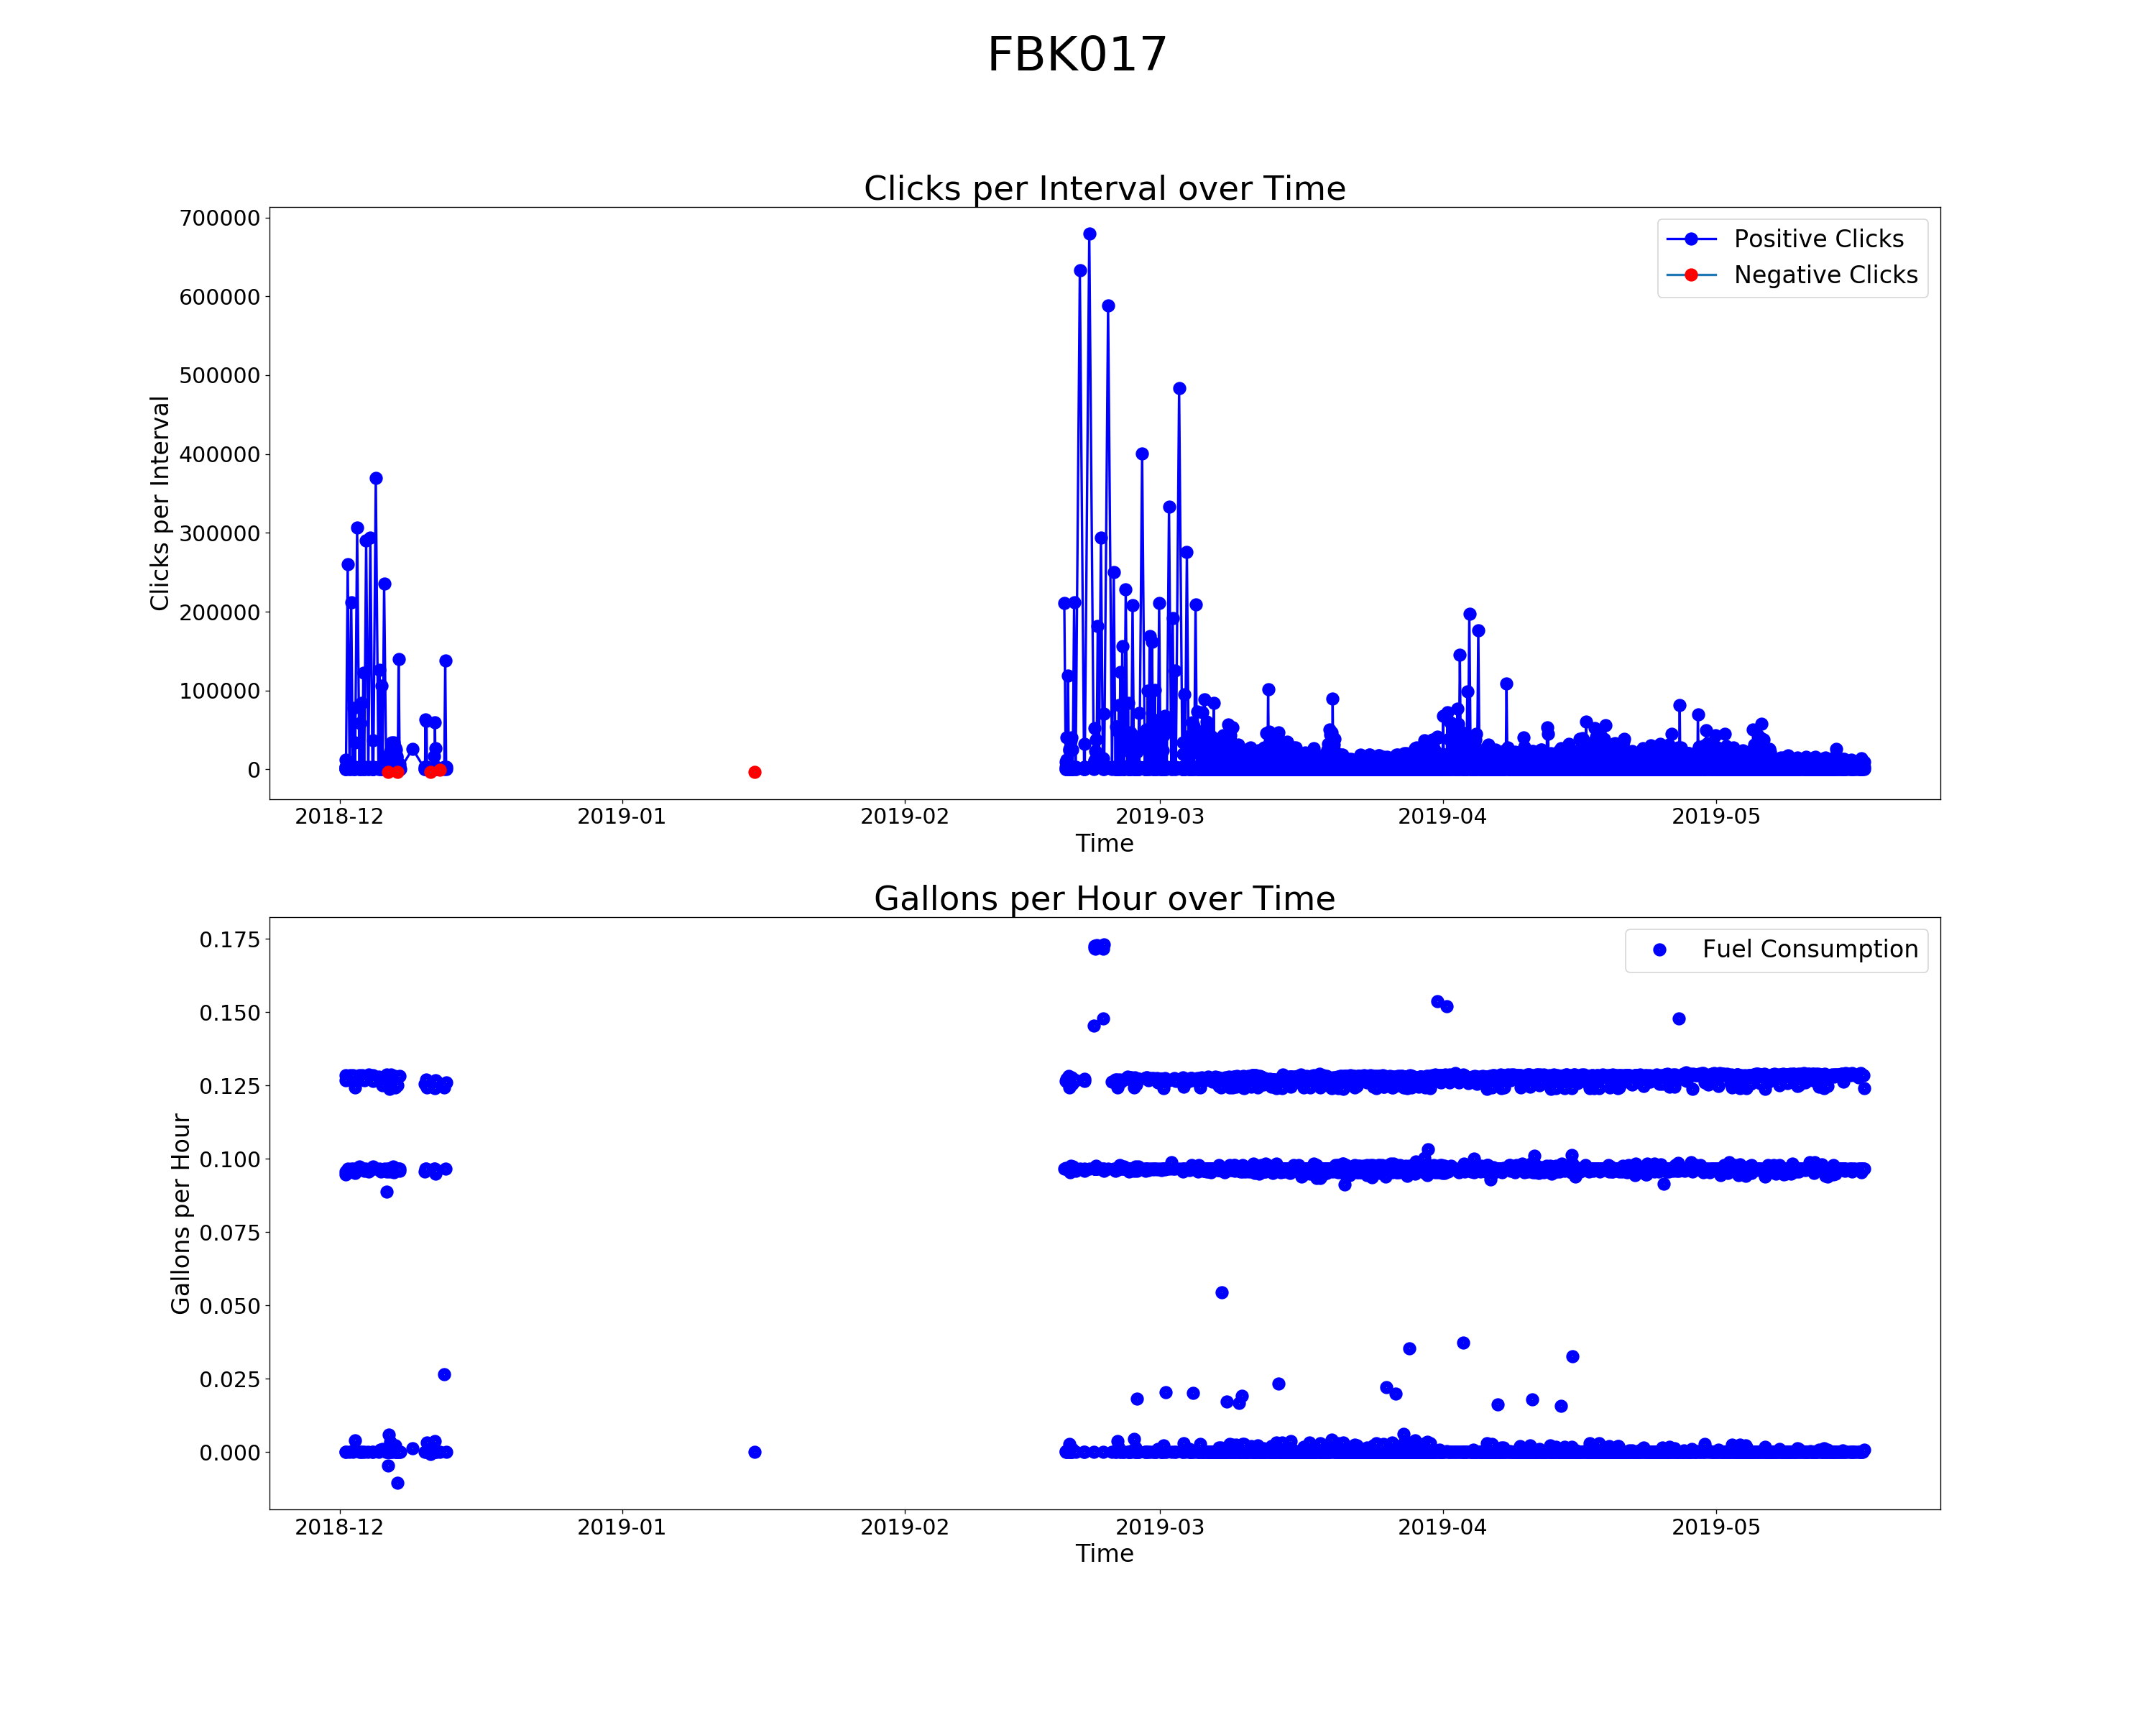 FBK017
Clicks per Interval over Time
Clicks per Interval
700000
600000
500000
400000
300000
200000
100000
0
Positive Clicks
Negative Clicks
2018-12 2019-01 2019-02 2019-03 2019-04 2019-05
Time
Gallons per Hour over Time
Gallons per Hour
0.175
0.150
0.125
0.100
0.075
0.050
0.025
0.000
Fuel Consumption
2018-12 2019-01 2019-02 2019-03 2019-04 2019-05
Time